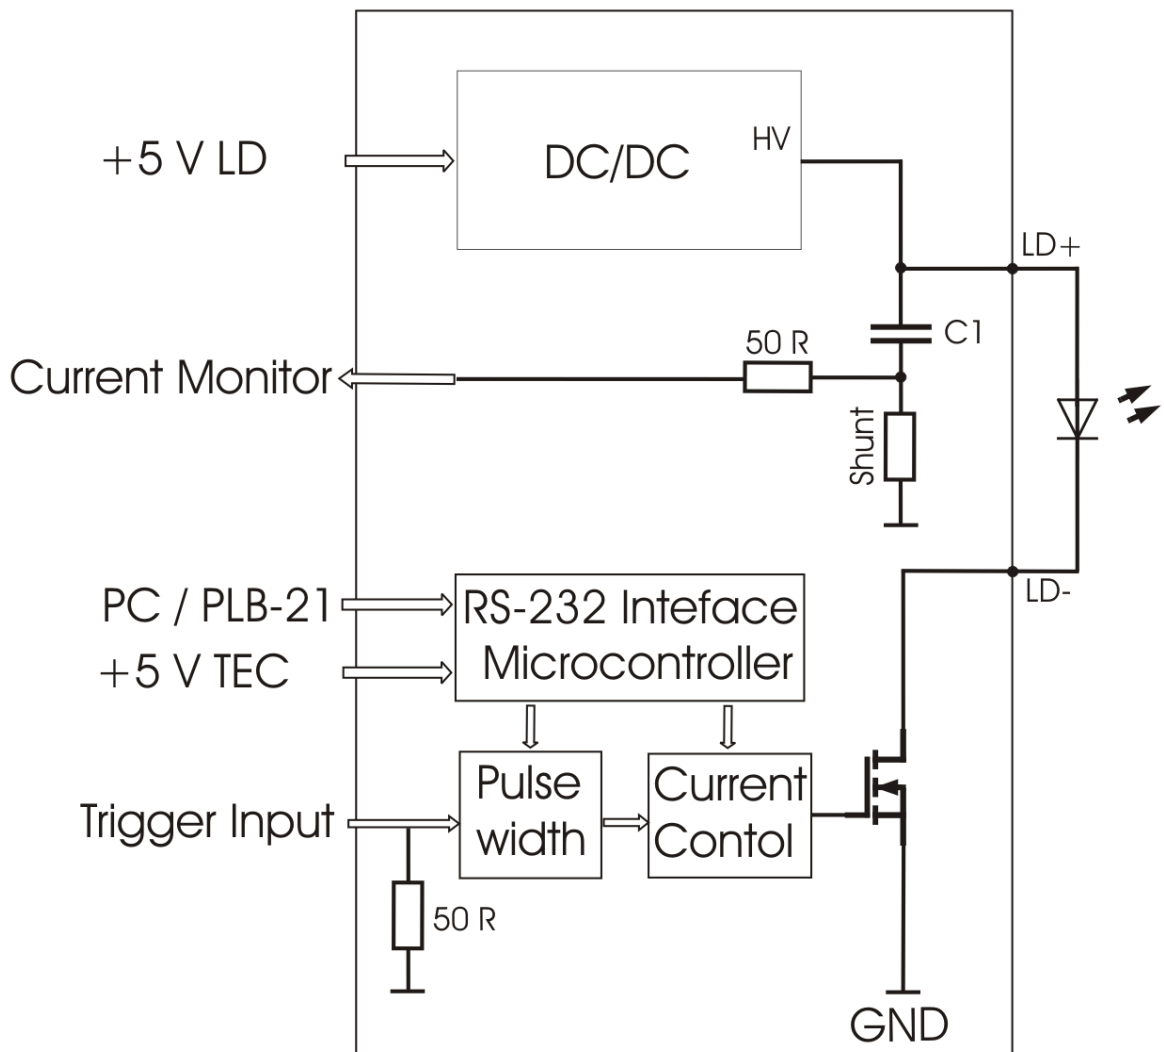 +5 V LD
DC/DC
HV
LD+
C1
50 R
Current Monitor
Shunt
LD-
PC / PLB-21
+5 V TEC
RS-232 Inteface
Microcontroller
Trigger Input
Pulse
width
Current
Contol
50 R
GND